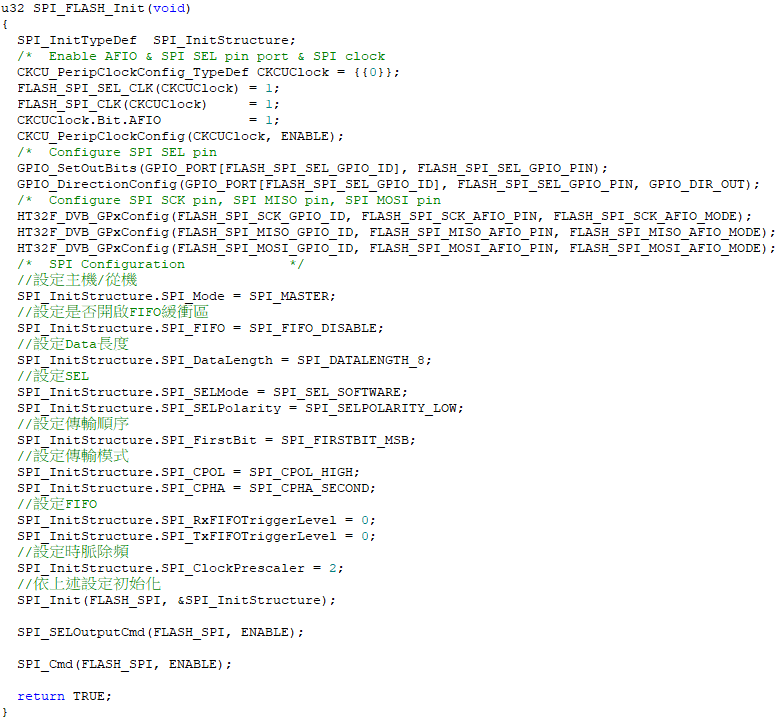 u32 SPI_FLASH_Init(void)
{
  SPI_InitTypeDef  SPI_InitStructure;
  /*  Enable AFIO & SPI SEL pin port & SPI clock
  CKCU_PeripClockConfig_TypeDef CKCUClock = {{0}};
  FLASH_SPI_SEL_CLK(CKCUClock) = 1;
  FLASH_SPI_CLK(CKCUClock)     = 1;
  CKCUClock.Bit.AFIO           = 1;
  CKCU_PeripClockConfig(CKCUClock, ENABLE);
  /*  Configure SPI SEL pin
  GPIO_SetOutBits(GPIO_PORT[FLASH_SPI_SEL_GPIO_ID], FLASH_SPI_SEL_GPIO_PIN);
  GPIO_DirectionConfig(GPIO_PORT[FLASH_SPI_SEL_GPIO_ID], FLASH_SPI_SEL_GPIO_PIN, GPIO_DIR_OUT);
  /*  Configure SPI SCK pin, SPI MISO pin, SPI MOSI pin
  HT32F_DVB_GPxConfig(FLASH_SPI_SCK_GPIO_ID, FLASH_SPI_SCK_AFIO_PIN, FLASH_SPI_SCK_AFIO_MODE);
  HT32F_DVB_GPxConfig(FLASH_SPI_MISO_GPIO_ID, FLASH_SPI_MISO_AFIO_PIN, FLASH_SPI_MISO_AFIO_MODE);
  HT32F_DVB_GPxConfig(FLASH_SPI_MOSI_GPIO_ID, FLASH_SPI_MOSI_AFIO_PIN, FLASH_SPI_MOSI_AFIO_MODE);
  /*  SPI Configuration             */
  //設定主機/從機
  SPI_InitStructure.SPI_Mode = SPI_MASTER;
  //設定是否開啟FIFO緩衝區
  SPI_InitStructure.SPI_FIFO = SPI_FIFO_DISABLE;
  //設定Data長度
  SPI_InitStructure.SPI_DataLength = SPI_DATALENGTH_8;
  //設定SEL
  SPI_InitStructure.SPI_SELMode = SPI_SEL_SOFTWARE;
  SPI_InitStructure.SPI_SELPolarity = SPI_SELPOLARITY_LOW;
  //設定傳輸順序
  SPI_InitStructure.SPI_FirstBit = SPI_FIRSTBIT_MSB;
  //設定傳輸模式
  SPI_InitStructure.SPI_CPOL = SPI_CPOL_HIGH;
  SPI_InitStructure.SPI_CPHA = SPI_CPHA_SECOND;
  //設定FIFO
  SPI_InitStructure.SPI_RxFIFOTriggerLevel = 0;
  SPI_InitStructure.SPI_TxFIFOTriggerLevel = 0;
  //設定時脈除頻
  SPI_InitStructure.SPI_ClockPrescaler = 2;
  //依上述設定初始化
  SPI_Init(FLASH_SPI, &SPI_InitStructure);

  SPI_SELOutputCmd(FLASH_SPI, ENABLE);

  SPI_Cmd(FLASH_SPI, ENABLE);

  return TRUE;
}